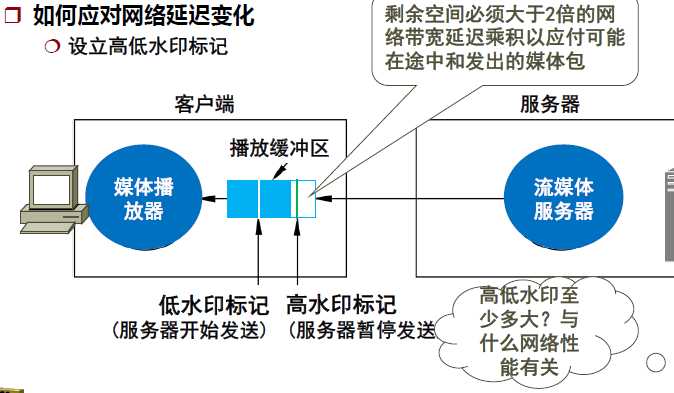 如何应对网络延迟变化
设立高低水印标记
剩余空间必须大于2倍的网
络带宽延迟乘积以应付可能
在途中和发出的媒体包
客户端
服务器
播放缓冲区
媒体播
放器
流媒体
服务器
低水印标记
（服务器开始发送）
高水印标记
（服务器暂停发送
高低水印至
少多大？与
什么网络性
能有关